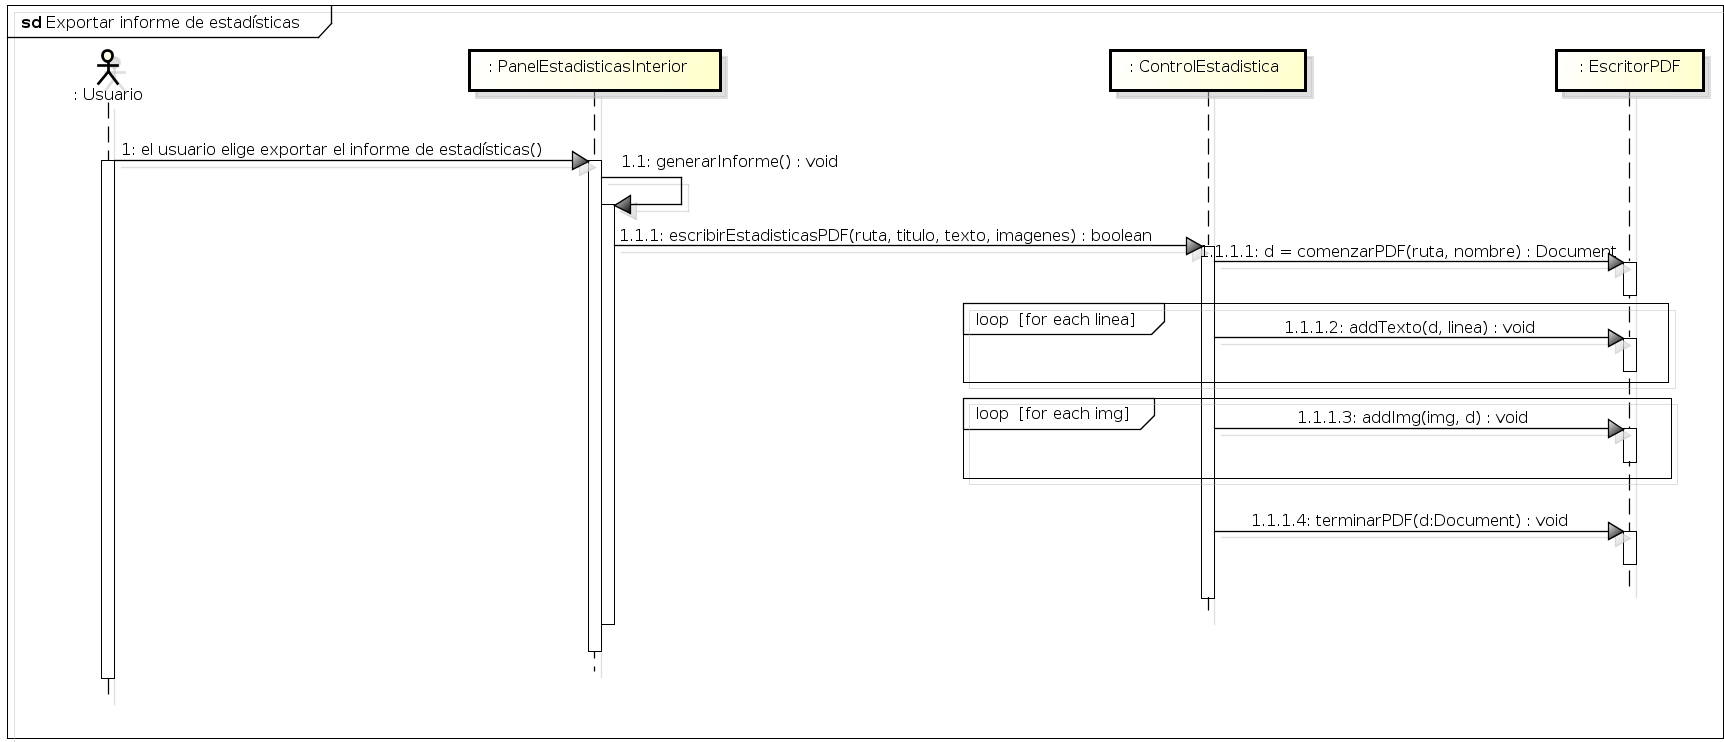 sd Exportar informe de estadísticas
: Usuario
: PanelEstadisticasInterior
: ControlEstadistica
: EscritorPDF
1: el usuario elige exportar el informe de estadísticas()
1.1: generarInforme() : void
1.1.1: escribirEstadisticasPDF(ruta, titulo, texto, imagenes) : boolean
1.1.1.1: d = comenzarPDF(ruta, nombre) : Document
loop [for each linea]
1.1.1.2: addTexto(d, linea) : void
loop [for each img]
1.1.1.3: addImg(img, d) : void
1.1.1.4: terminarPDF(d:Document) : void